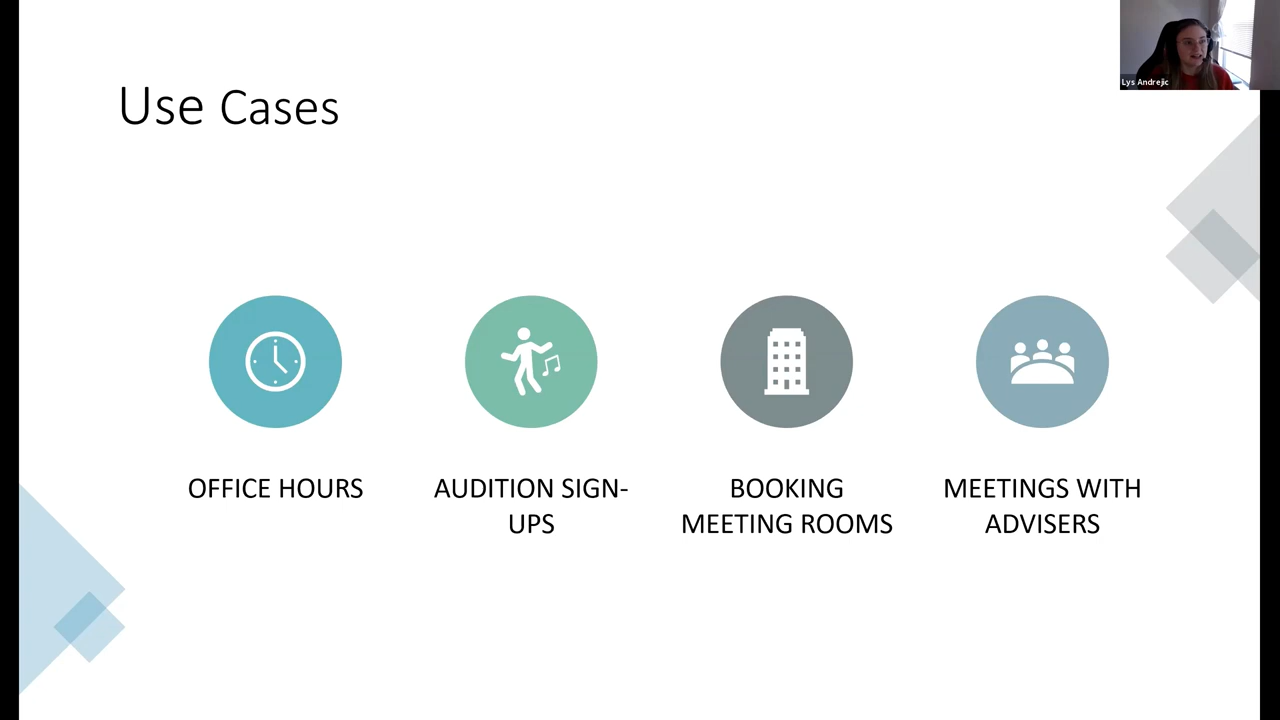 Lys Andrejic
Use Cases
OFFICE HOURS
AUDITION SIGN-
UPS
BOOKING
MEETING ROOMS
MEETINGS WITH
ADVISERS